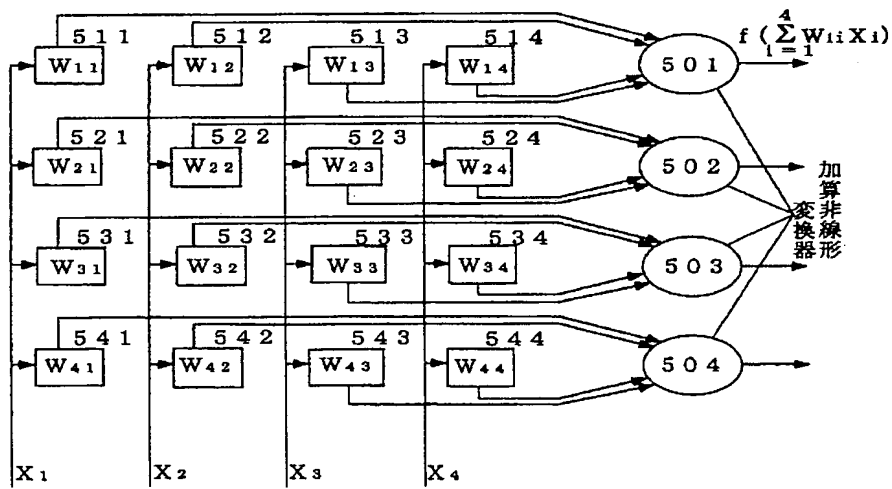 511 512 513 514
W₁₁ W₁₂ W₁₃ W₁₄ 501
f(∑⁴ᵢ₌₁ W₁ᵢXᵢ)
521 522 523 524
W₂₁ W₂₂ W₂₃ W₂₄ 502
531 532 533 534
W₃₁ W₃₂ W₃₃ W₃₄ 503
541 542 543 544
W₄₁ W₄₂ W₄₃ W₄₄ 504
加算非線形
変換器
X₁ X₂ X₃ X₄